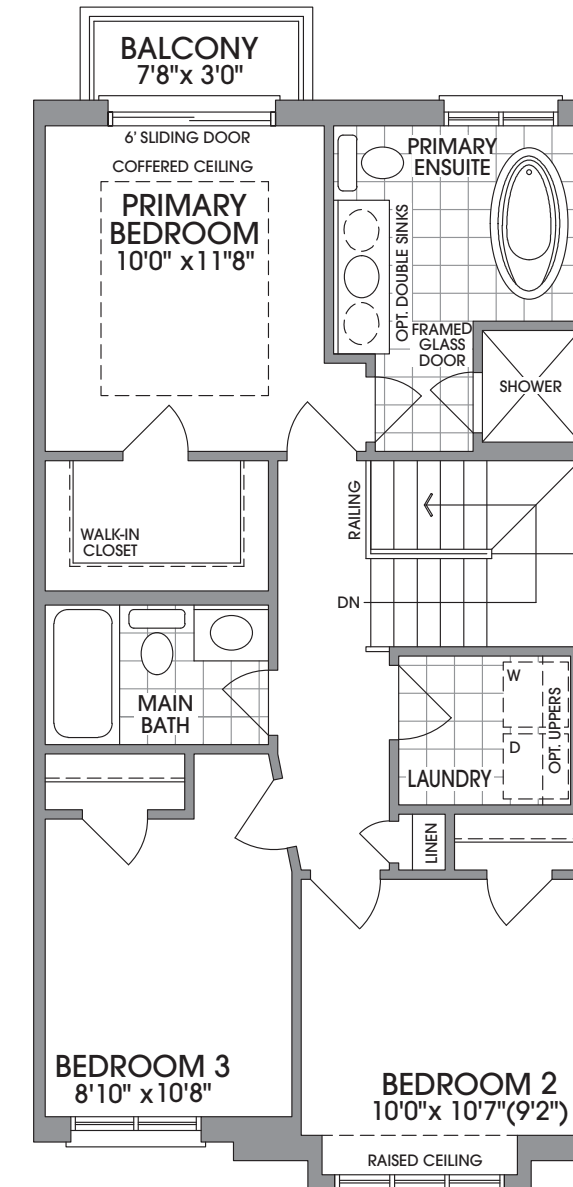 BALCONY
7'8"x 3'0"
6' SLIDING DOOR
COFFERED CEILING
PRIMARY
BEDROOM
10'0" x11"8"
PRIMARY
ENSUITE
OPT. DOUBLE SINKS
FRAMED
GLASS
DOOR
SHOWER
WALK-IN
CLOSET
RAILING
DN
MAIN
BATH
W
D
OPT. UPPERS
LAUNDRY
LINEN
BEDROOM 3
8'10" x10'8"
BEDROOM 2
10'0"x 10'7"(9'2")
RAISED CEILING